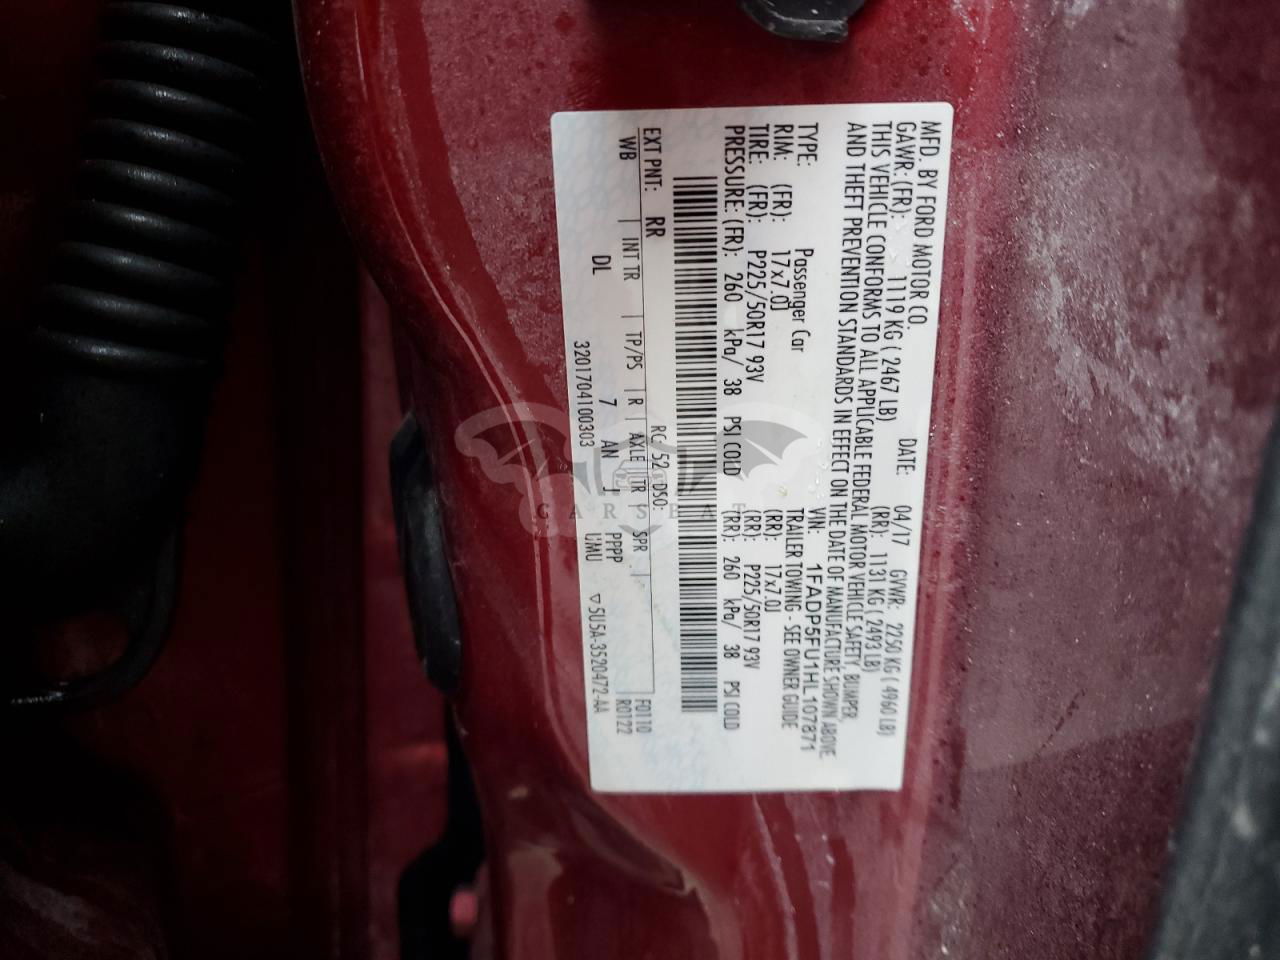 MFD. BY FORD MOTOR CO.
DATE: 04/17 GVWR: 2250 KG ( 4960 LB)
GAWR: (FR): 1119 KG ( 2467 LB) (RR): 1131 KG ( 2493 LB)
THIS VEHICLE CONFORMS TO ALL APPLICABLE FEDERAL MOTOR VEHICLE SAFETY, BUMPER,
AND THEFT PREVENTION STANDARDS IN EFFECT ON THE DATE OF MANUFACTURE SHOWN ABOVE
VIN: 1FADP5FU1HL107871
TYPE: Passenger Car TRAILER TOWING - SEE OWNER GUIDE
RIM: (FR): 17x7.0J (RR): 17x7.0J
TIRE: (FR): P225/50R17 93V (RR): P225/50R17 93V
PRESSURE: (FR): 260 kPa/ 38 PSI COLD (RR): 260 kPa/ 38 PSI COLD
EXT PNT: RR RC: 52 DSO: F0110
WB INT TR TP/PS R AXLE TR SPR R0122
DL 7 AN J PPPP
UMU
3201704100303 ▽ 5U5A-3520472-AA
CARSBAT